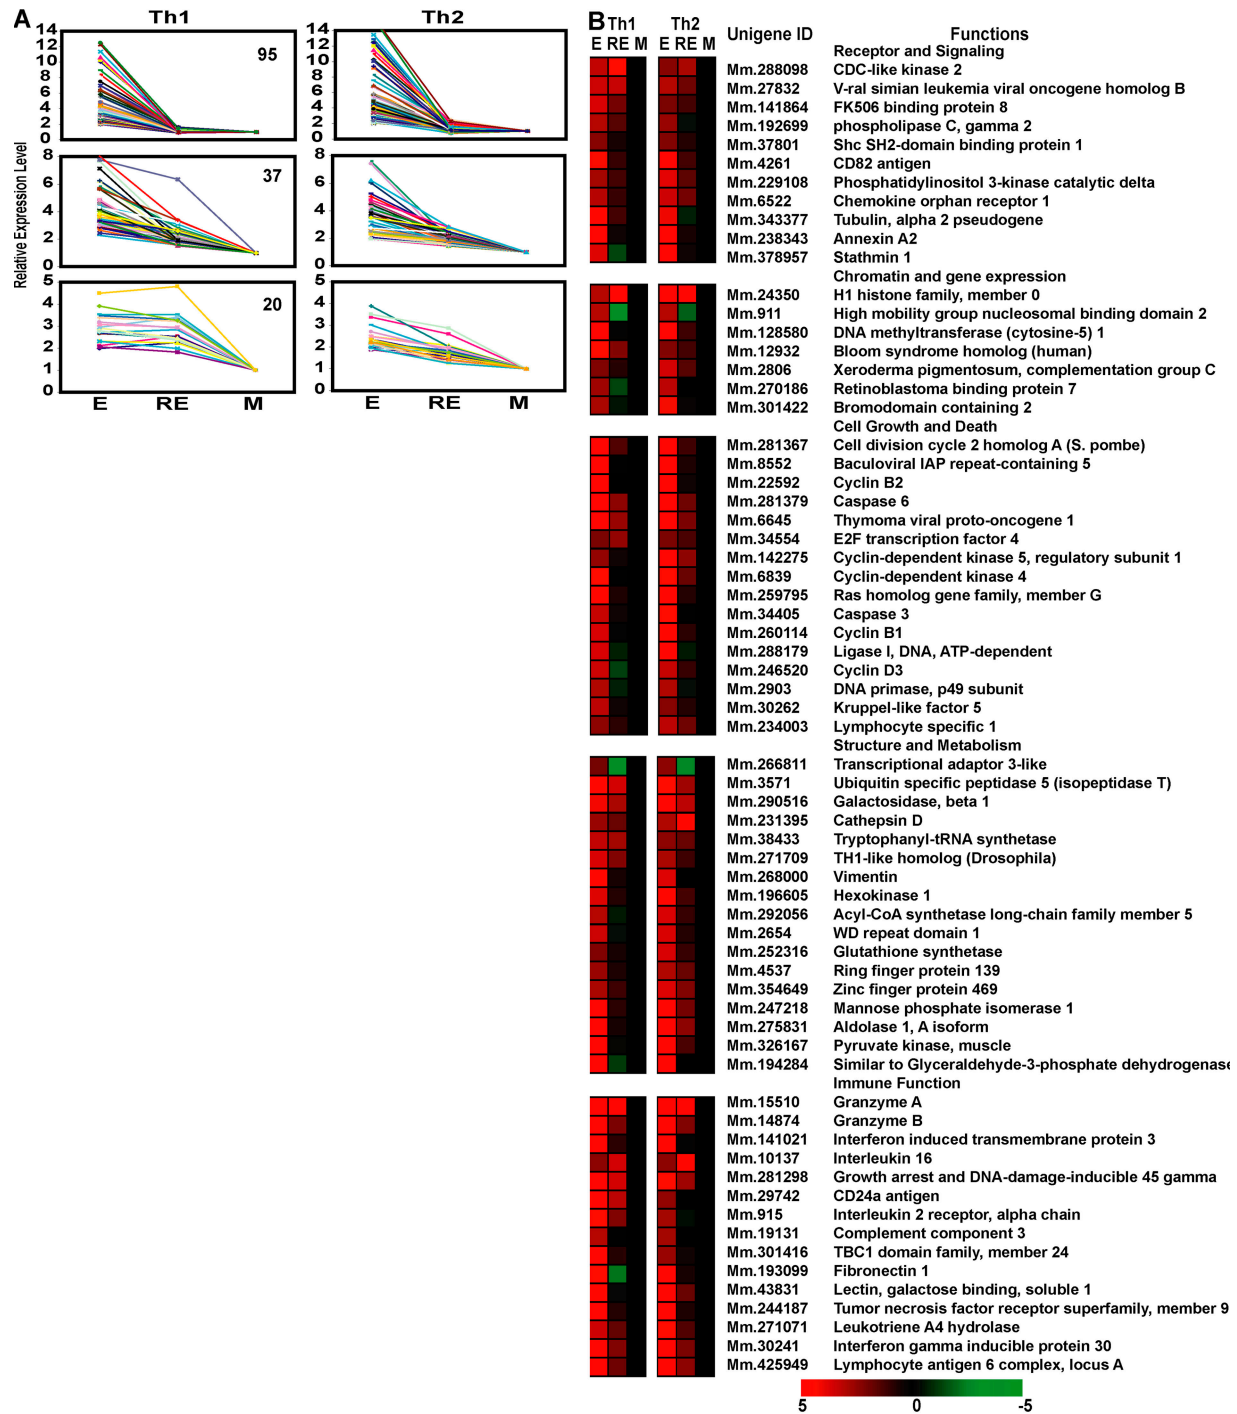 A
Th1
Th2
Relative Expression Level
14
12
10
8
6
4
2
0
95
14
12
10
8
6
4
2
0
8
6
4
2
0
37
8
6
4
2
0
5
4
3
2
1
0
20
5
4
3
2
1
0
E RE M
E RE M
B
Th1 Th2
E RE M E RE M
Unigene ID Functions
Receptor and Signaling
Mm.288098 CDC-like kinase 2
Mm.27832 V-ral simian leukemia viral oncogene homolog B
Mm.141864 FK506 binding protein 8
Mm.192699 phospholipase C, gamma 2
Mm.37801 Shc SH2-domain binding protein 1
Mm.4261 CD82 antigen
Mm.229108 Phosphatidylinositol 3-kinase catalytic delta
Mm.6522 Chemokine orphan receptor 1
Mm.343377 Tubulin, alpha 2 pseudogene
Mm.238343 Annexin A2
Mm.378957 Stathmin 1
Chromatin and gene expression
Mm.24350 H1 histone family, member 0
Mm.911 High mobility group nucleosomal binding domain 2
Mm.128580 DNA methyltransferase (cytosine-5) 1
Mm.12932 Bloom syndrome homolog (human)
Mm.2806 Xeroderma pigmentosum, complementation group C
Mm.270186 Retinoblastoma binding protein 7
Mm.301422 Bromodomain containing 2
Cell Growth and Death
Mm.281367 Cell division cycle 2 homolog A (S. pombe)
Mm.8552 Baculoviral IAP repeat-containing 5
Mm.22592 Cyclin B2
Mm.281379 Caspase 6
Mm.6645 Thymoma viral proto-oncogene 1
Mm.34554 E2F transcription factor 4
Mm.142275 Cyclin-dependent kinase 5, regulatory subunit 1
Mm.6839 Cyclin-dependent kinase 4
Mm.259795 Ras homolog gene family, member G
Mm.34405 Caspase 3
Mm.260114 Cyclin B1
Mm.288179 Ligase I, DNA, ATP-dependent
Mm.246520 Cyclin D3
Mm.2903 DNA primase, p49 subunit
Mm.30262 Kruppel-like factor 5
Mm.234003 Lymphocyte specific 1
Structure and Metabolism
Mm.266811 Transcriptional adaptor 3-like
Mm.3571 Ubiquitin specific peptidase 5 (isopeptidase T)
Mm.290516 Galactosidase, beta 1
Mm.231395 Cathepsin D
Mm.38433 Tryptophanyl-tRNA synthetase
Mm.271709 TH1-like homolog (Drosophila)
Mm.268000 Vimentin
Mm.196605 Hexokinase 1
Mm.292056 Acyl-CoA synthetase long-chain family member 5
Mm.2654 WD repeat domain 1
Mm.252316 Glutathione synthetase
Mm.4537 Ring finger protein 139
Mm.354649 Zinc finger protein 469
Mm.247218 Mannose phosphate isomerase 1
Mm.275831 Aldolase 1, A isoform
Mm.326167 Pyruvate kinase, muscle
Mm.194284 Similar to Glyceraldehyde-3-phosphate dehydrogenase
Immune Function
Mm.15510 Granzyme A
Mm.14874 Granzyme B
Mm.141021 Interferon induced transmembrane protein 3
Mm.10137 Interleukin 16
Mm.281298 Growth arrest and DNA-damage-inducible 45 gamma
Mm.29742 CD24a antigen
Mm.915 Interleukin 2 receptor, alpha chain
Mm.19131 Complement component 3
Mm.301416 TBC1 domain family, member 24
Mm.193099 Fibronectin 1
Mm.43831 Lectin, galactose binding, soluble 1
Mm.244187 Tumor necrosis factor receptor superfamily, member 9
Mm.271071 Leukotriene A4 hydrolase
Mm.30241 Interferon gamma inducible protein 30
Mm.425949 Lymphocyte antigen 6 complex, locus A
5 0 -5